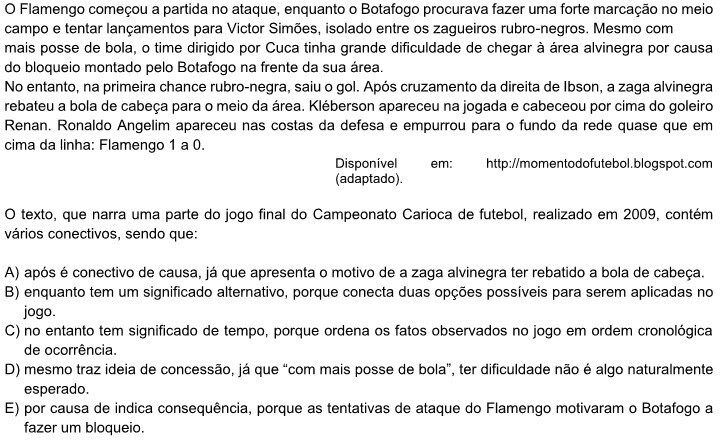 O Flamengo começou a partida no ataque, enquanto o Botafogo procurava fazer uma forte marcação no meio
campo e tentar lançamentos para Victor Simões, isolado entre os zagueiros rubro-negros. Mesmo com
mais posse de bola, o time dirigido por Cuca tinha grande dificuldade de chegar à área alvinegra por causa
do bloqueio montado pelo Botafogo na frente da sua área.
No entanto, na primeira chance rubro-negra, saiu o gol. Após cruzamento da direita de Ibson, a zaga alvinegra
rebateu a bola de cabeça para o meio da área. Kléberson apareceu na jogada e cabeceou por cima do goleiro
Renan. Ronaldo Angelim apareceu nas costas da defesa e empurrou para o fundo da rede quase que em
cima da linha: Flamengo 1 a 0.
Disponível em: http://momentodofutebol.blogspot.com
(adaptado).
O texto, que narra uma parte do jogo final do Campeonato Carioca de futebol, realizado em 2009, contém
vários conectivos, sendo que:
A) após é conectivo de causa, já que apresenta o motivo de a zaga alvinegra ter rebatido a bola de cabeça.
B) enquanto tem um significado alternativo, porque conecta duas opções possíveis para serem aplicadas no
jogo.
C) no entanto tem significado de tempo, porque ordena os fatos observados no jogo em ordem cronológica
de ocorrência.
D) mesmo traz ideia de concessão, já que “com mais posse de bola”, ter dificuldade não é algo naturalmente
esperado.
E) por causa de indica consequência, porque as tentativas de ataque do Flamengo motivaram o Botafogo a
fazer um bloqueio.